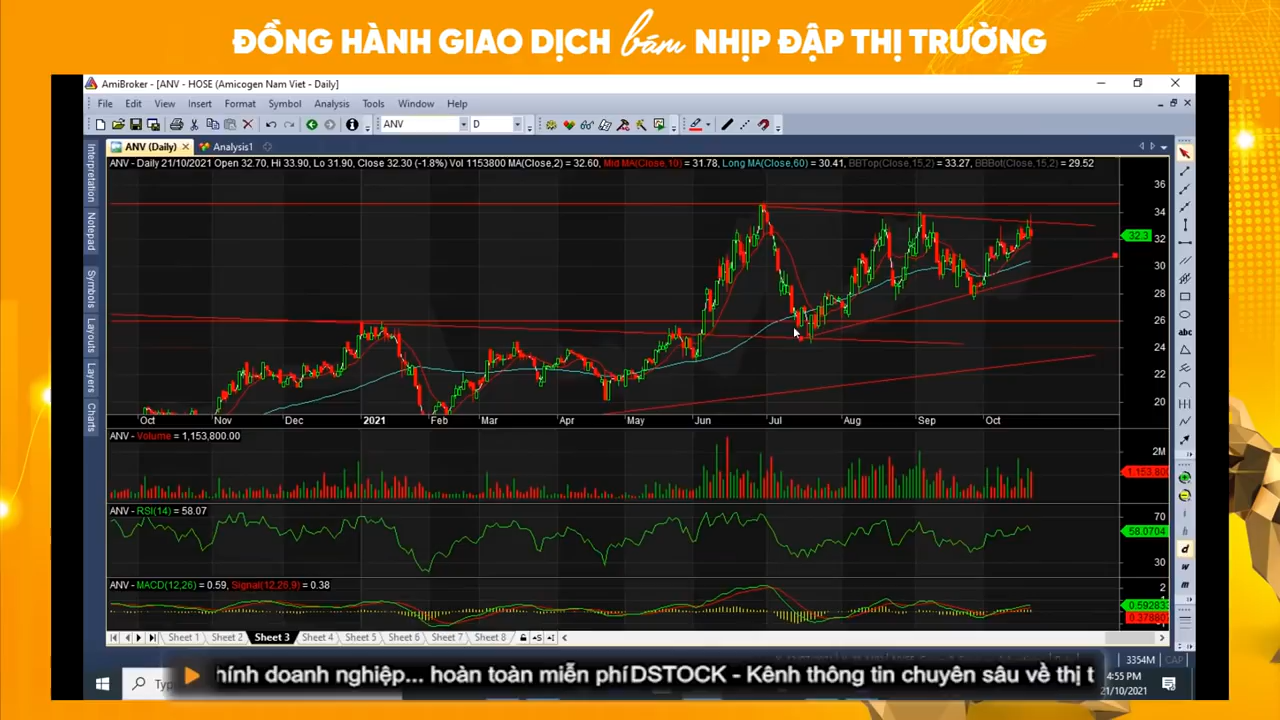 ĐỒNG HÀNH GIAO DỊCH bám NHỊP ĐẬP THỊ TRƯỜNG
AmiBroker - [ANV - HOSE (Amicogen Nam Viet - Daily]
File Edit View Insert Format Symbol Analysis Tools Window Help
ANV D
ANV (Daily) Analysis1
Interpretation
Notepad
Symbols
Layouts
Layers
Charts
ANV - Daily 21/10/2021 Open 32.70, Hi 33.90, Lo 31.90, Close 32.30 (-1.8%) Vol 1153800 MA(Close,2) = 32.60, Mid MA(Close,10) = 31.78, Long MA(Close,60) = 30.41, BBTop(Close,15,2) = 33.27, BBBot(Close,15,2) = 29.52
36
34
32.3
32
30
28
26
24
22
20
Oct Nov Dec 2021 Feb Mar Apr May Jun Jul Aug Sep Oct
ANV - Volume = 1,153,800.00
2M
1,153,800
ANV - RSI(14) = 58.07
70
58.0704
30
ANV - MACD(12,26) = 0.59, Signal(12,26,9) = 0.38
2
0.592833
0.37880
abc
d
w
m
Sheet 1 Sheet 2 Sheet 3 Sheet 4 Sheet 5 Sheet 6 Sheet 7 Sheet 8
3354M CAP
Typ
hính doanh nghiệp... hoàn toàn miễn phíDSTOCK - Kênh thông tin chuyên sâu về thị t
4:55 PM
21/10/2021